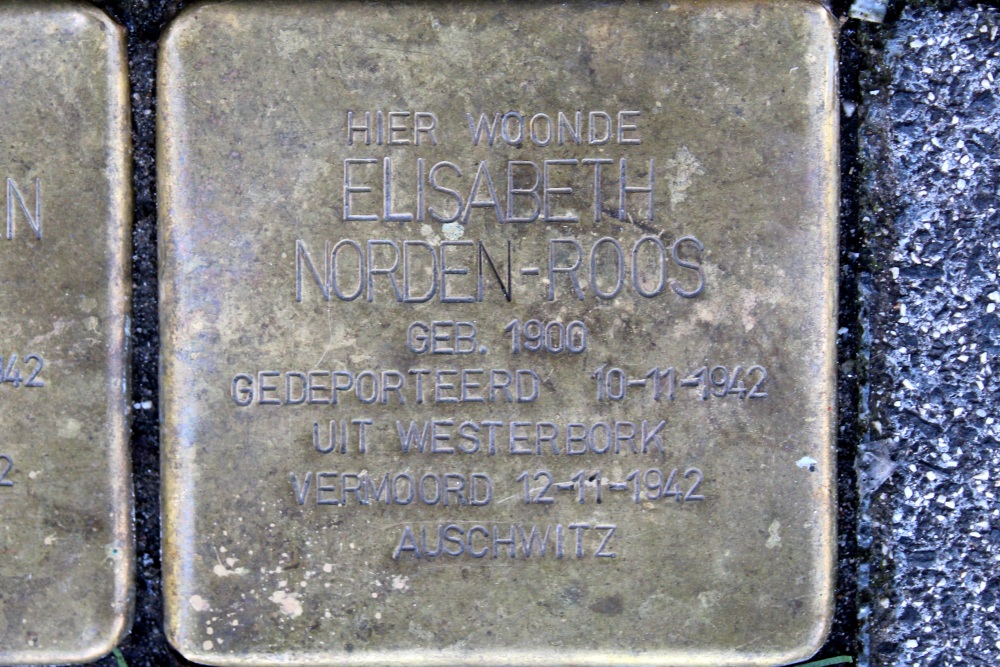 HIER WOONDE
ELISABETH
NORDEN-ROOS
GEB. 1900
GEDEPORTEERD 10-11-1942
UIT WESTERBORK
VERMOORD 12-11-1942
AUSCHWITZ